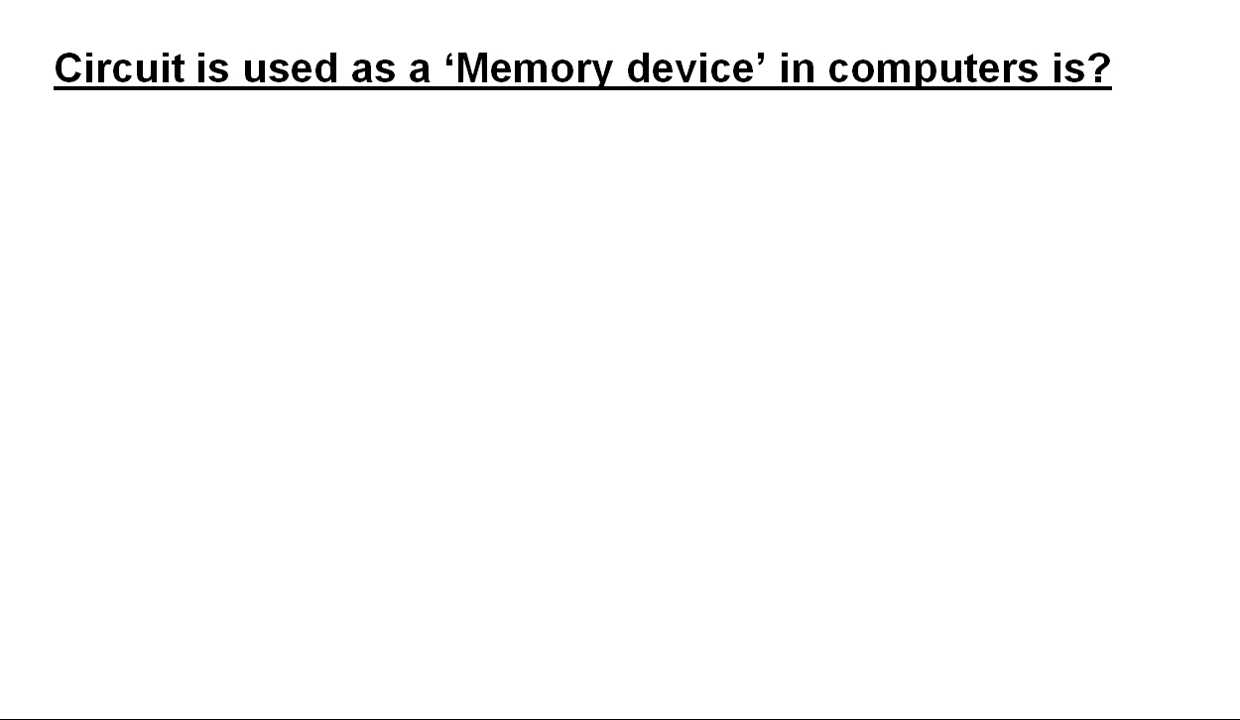 Circuit is used as a ‘Memory device’ in computers is?